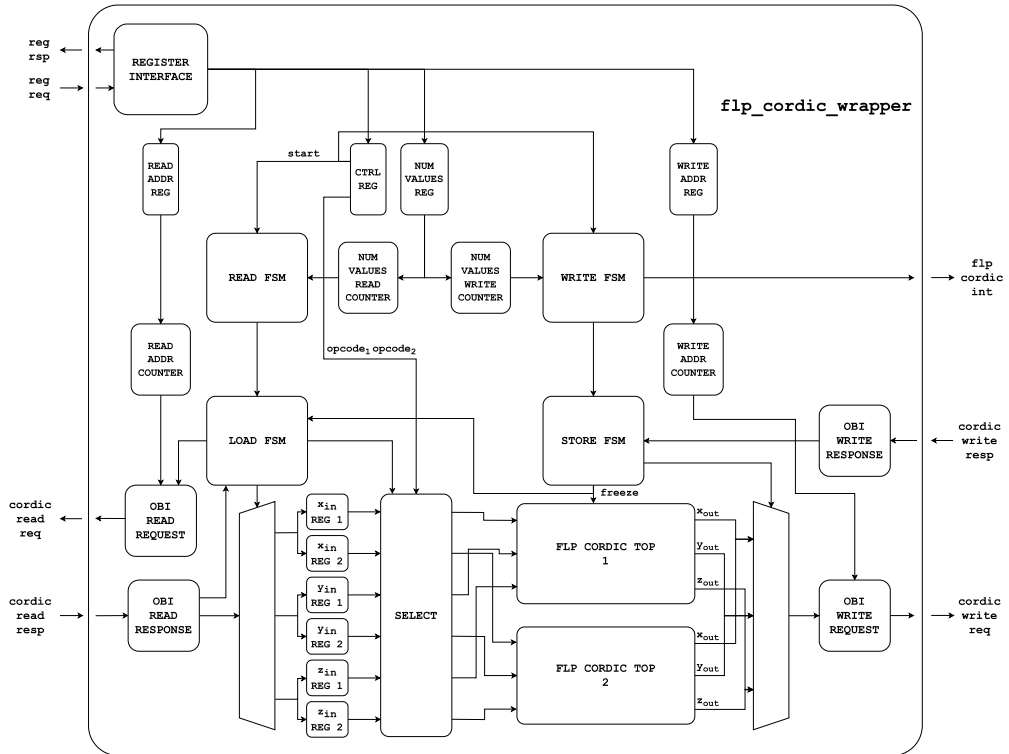 reg
rsp
reg
req
REGISTER
INTERFACE
flp_cordic_wrapper
start
READ
ADDR
REG
CTRL
REG
NUM
VALUES
REG
WRITE
ADDR
REG
READ FSM
NUM
VALUES
READ
COUNTER
NUM
VALUES
WRITE
COUNTER
WRITE FSM
flp
cordic
int
READ
ADDR
COUNTER
opcode1 opcode2
WRITE
ADDR
COUNTER
LOAD FSM
STORE FSM
OBI
WRITE
RESPONSE
cordic
write
resp
cordic
read
req
OBI
READ
REQUEST
freeze
xin
REG 1
xin
REG 2
yin
REG 1
yin
REG 2
zin
REG 1
zin
REG 2
SELECT
FLP CORDIC TOP
1
xout
yout
zout
FLP CORDIC TOP
2
xout
yout
zout
cordic
read
resp
OBI
READ
RESPONSE
OBI
WRITE
REQUEST
cordic
write
req